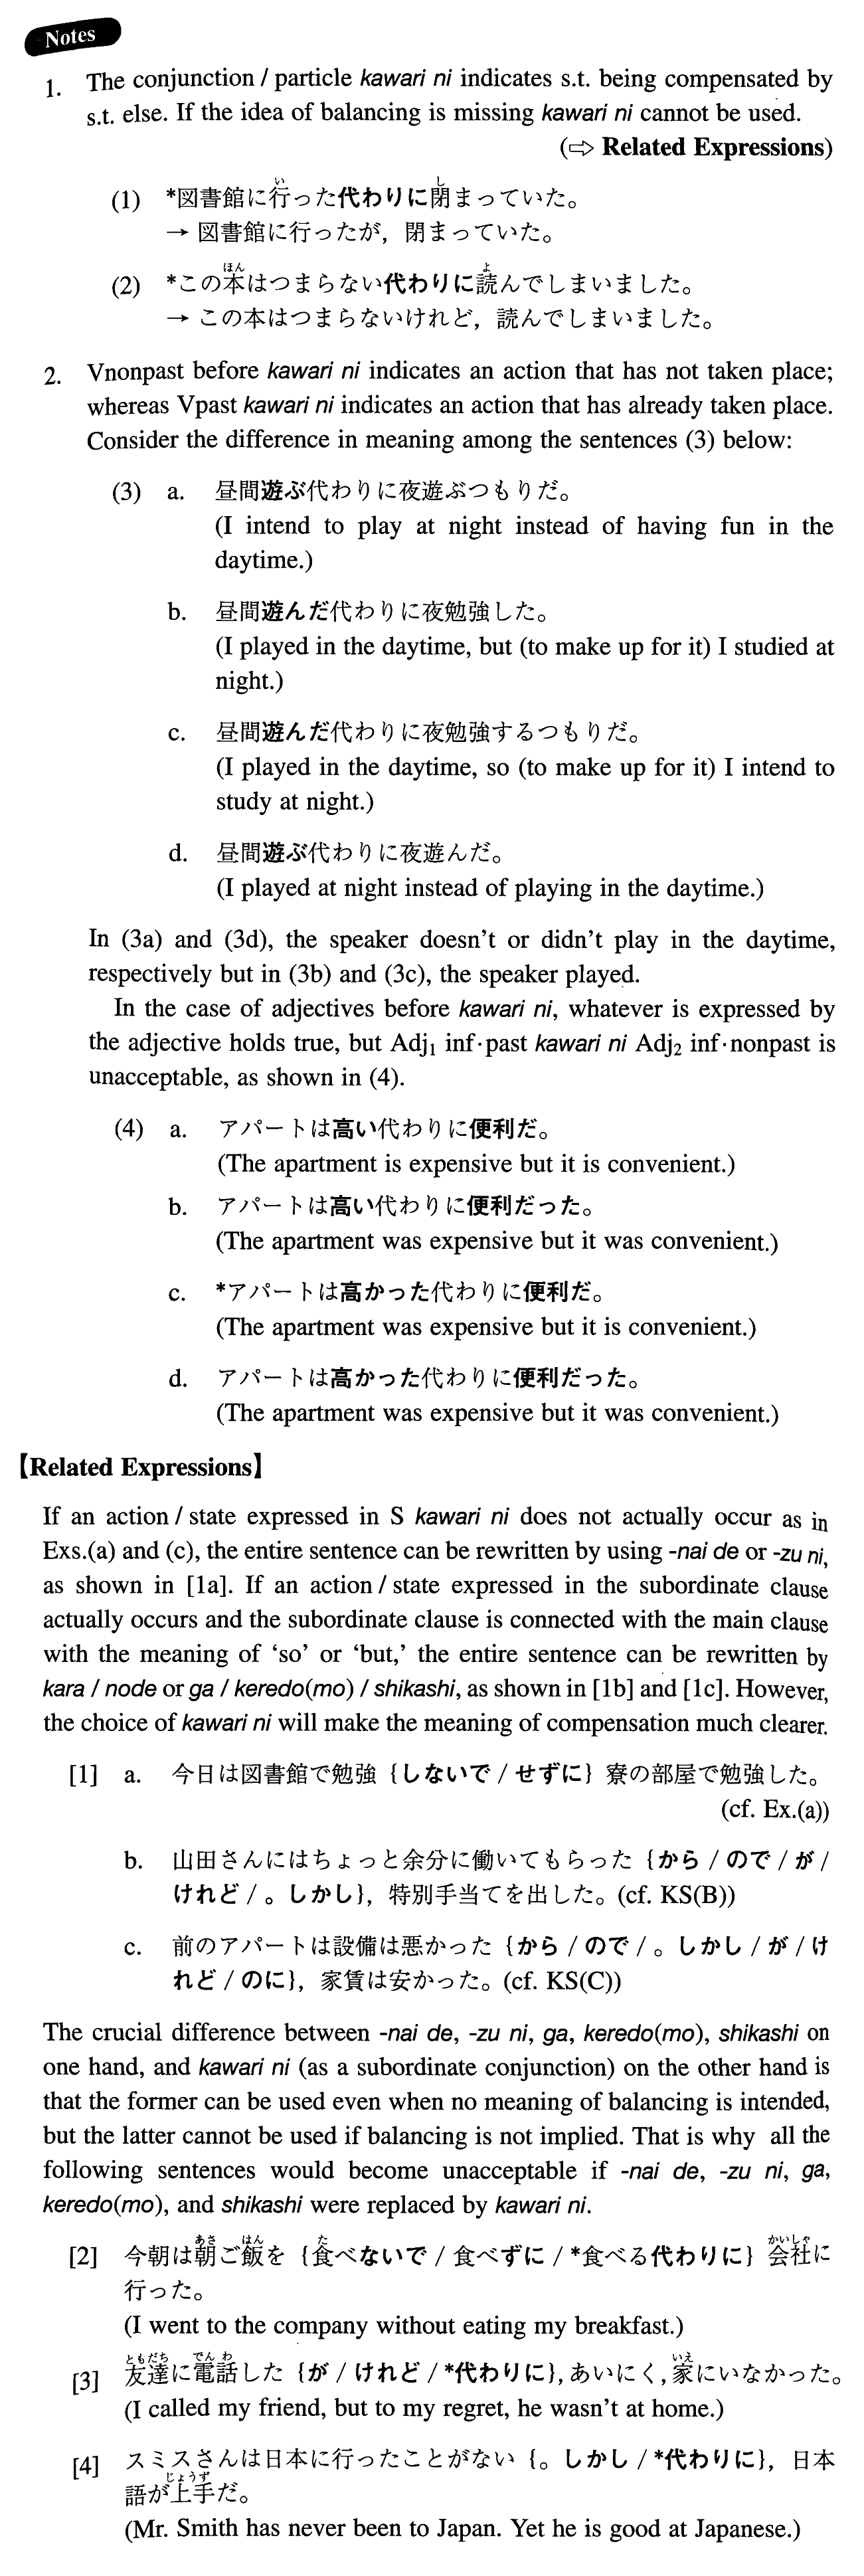 Notes
1. The conjunction / particle kawari ni indicates s.t. being compensated by
s.t. else. If the idea of balancing is missing kawari ni cannot be used.
(⇨ Related Expressions)
(1) *図書館に行った代わりに閉まっていた。
→ 図書館に行ったが，閉まっていた。
(2) *この本はつまらない代わりに読んでしまいました。
→ この本はつまらないけれど，読んでしまいました。
2. Vnonpast before kawari ni indicates an action that has not taken place;
whereas Vpast kawari ni indicates an action that has already taken place.
Consider the difference in meaning among the sentences (3) below:
(3) a. 昼間遊ぶ代わりに夜遊ぶつもりだ。
(I intend to play at night instead of having fun in the
daytime.)
b. 昼間遊んだ代わりに夜勉強した。
(I played in the daytime, but (to make up for it) I studied at
night.)
c. 昼間遊んだ代わりに夜勉強するつもりだ。
(I played in the daytime, so (to make up for it) I intend to
study at night.)
d. 昼間遊ぶ代わりに夜遊んだ。
(I played at night instead of playing in the daytime.)
In (3a) and (3d), the speaker doesn't or didn't play in the daytime,
respectively but in (3b) and (3c), the speaker played.
In the case of adjectives before kawari ni, whatever is expressed by
the adjective holds true, but Adj₁ inf·past kawari ni Adj₂ inf·nonpast is
unacceptable, as shown in (4).
(4) a. アパートは高い代わりに便利だ。
(The apartment is expensive but it is convenient.)
b. アパートは高い代わりに便利だった。
(The apartment was expensive but it was convenient.)
c. *アパートは高かった代わりに便利だ。
(The apartment was expensive but it is convenient.)
d. アパートは高かった代わりに便利だった。
(The apartment was expensive but it was convenient.)
【Related Expressions】
If an action / state expressed in S kawari ni does not actually occur as in
Exs.(a) and (c), the entire sentence can be rewritten by using -nai de or -zu ni,
as shown in [1a]. If an action / state expressed in the subordinate clause
actually occurs and the subordinate clause is connected with the main clause
with the meaning of ‘so’ or ‘but,’ the entire sentence can be rewritten by
kara / node or ga / keredo(mo) / shikashi, as shown in [1b] and [1c]. However,
the choice of kawari ni will make the meaning of compensation much clearer.
[1] a. 今日は図書館で勉強 {しないで / せずに} 寮の部屋で勉強した。
(cf. Ex.(a))
b. 山田さんにはちょっと余分に働いてもらった {から / ので / が /
けれど / 。しかし}，特別手当てを出した。(cf. KS(B))
c. 前のアパートは設備は悪かった {から / ので / 。しかし / が / け
れど / のに}，家賃は安かった。(cf. KS(C))
The crucial difference between -nai de, -zu ni, ga, keredo(mo), shikashi on
one hand, and kawari ni (as a subordinate conjunction) on the other hand is
that the former can be used even when no meaning of balancing is intended,
but the latter cannot be used if balancing is not implied. That is why all the
following sentences would become unacceptable if -nai de, -zu ni, ga,
keredo(mo), and shikashi were replaced by kawari ni.
[2] 今朝は朝ご飯を {食べないで / 食べずに / *食べる代わりに} 会社に
行った。
(I went to the company without eating my breakfast.)
[3] 友達に電話した {が / けれど / *代わりに}, あいにく, 家にいなかった。
(I called my friend, but to my regret, he wasn't at home.)
[4] スミスさんは日本に行ったことがない {。しかし / *代わりに}，日本
語が上手だ。
(Mr. Smith has never been to Japan. Yet he is good at Japanese.)